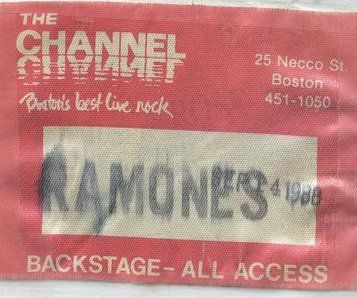 THE
CHANNEL
25 Necco St.
Boston
451-1050
Boston's best live rock
RAMONES
BACKSTAGE - ALL ACCESS